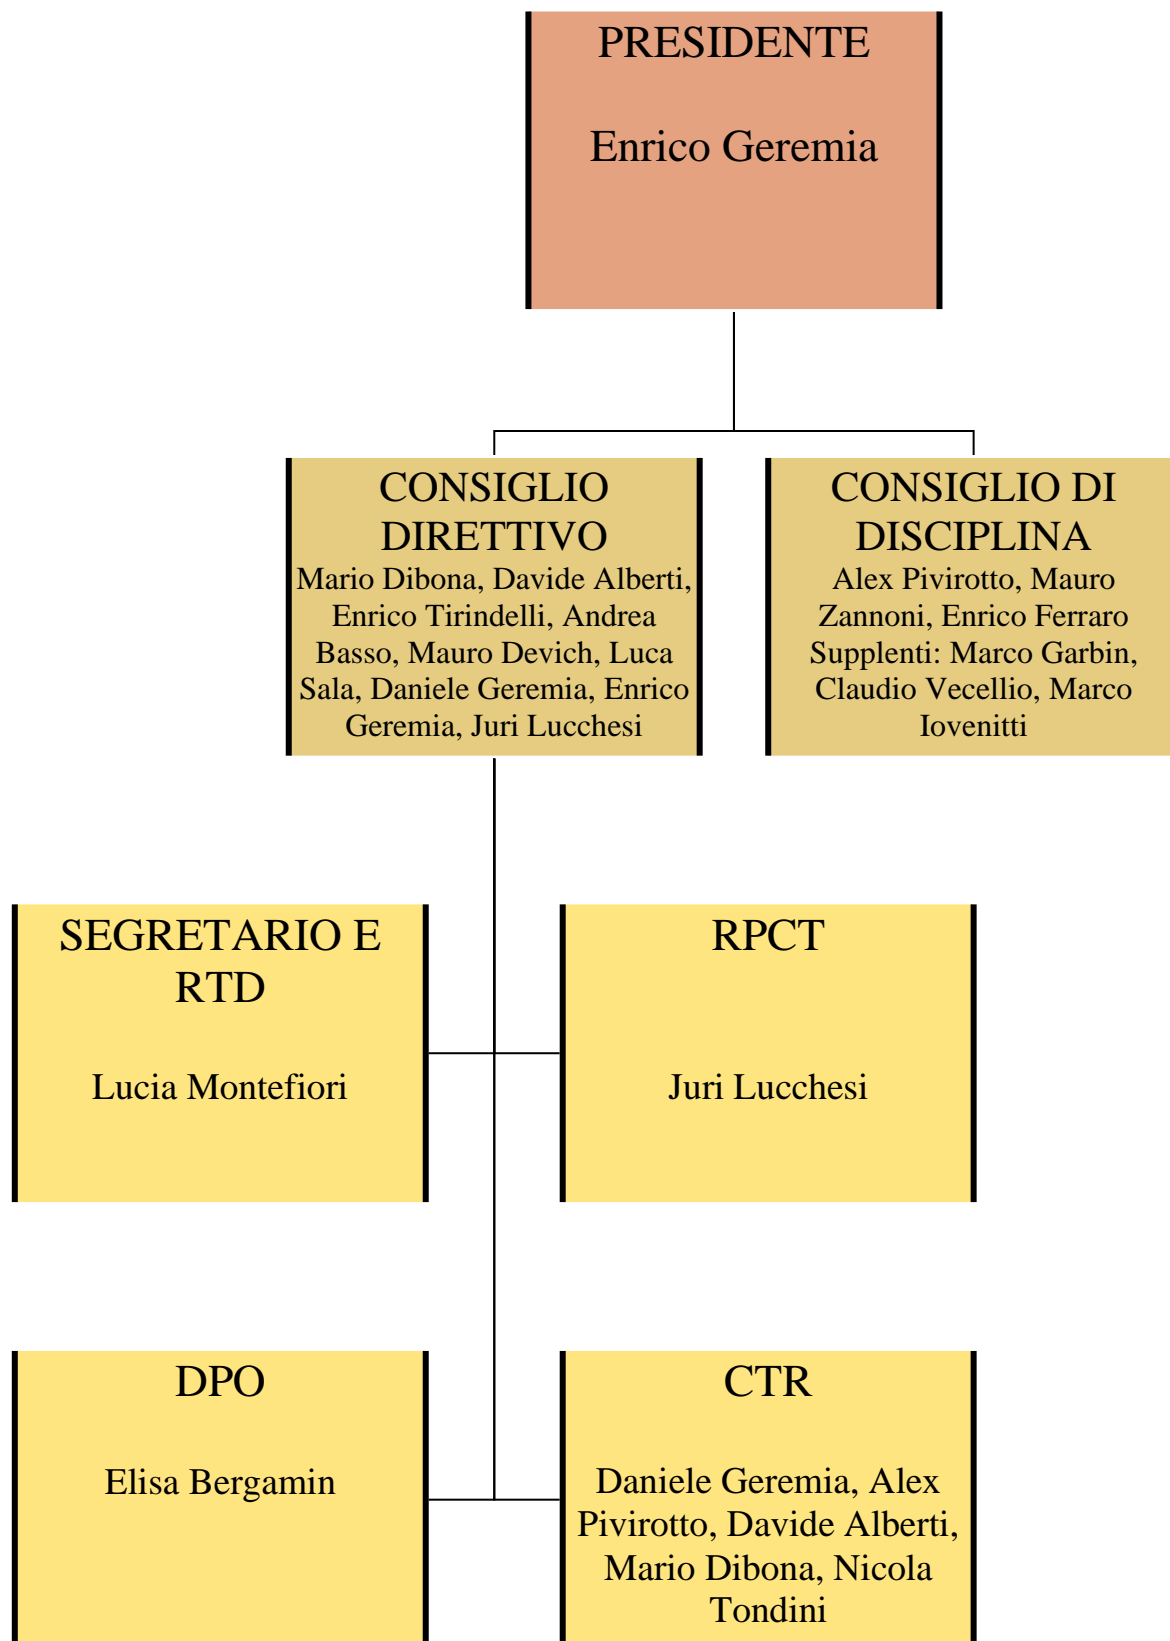 PRESIDENTE
Enrico Geremia
CONSIGLIO
DIRETTIVO
Mario Dibona, Davide Alberti,
Enrico Tirindelli, Andrea
Basso, Mauro Devich, Luca
Sala, Daniele Geremia, Enrico
Geremia, Juri Lucchesi
CONSIGLIO DI
DISCIPLINA
Alex Pivirotto, Mauro
Zannoni, Enrico Ferraro
Supplenti: Marco Garbin,
Claudio Vecellio, Marco
Iovenitti
SEGRETARIO E
RTD
Lucia Montefiori
RPCT
Juri Lucchesi
DPO
Elisa Bergamin
CTR
Daniele Geremia, Alex
Pivirotto, Davide Alberti,
Mario Dibona, Nicola
Tondini